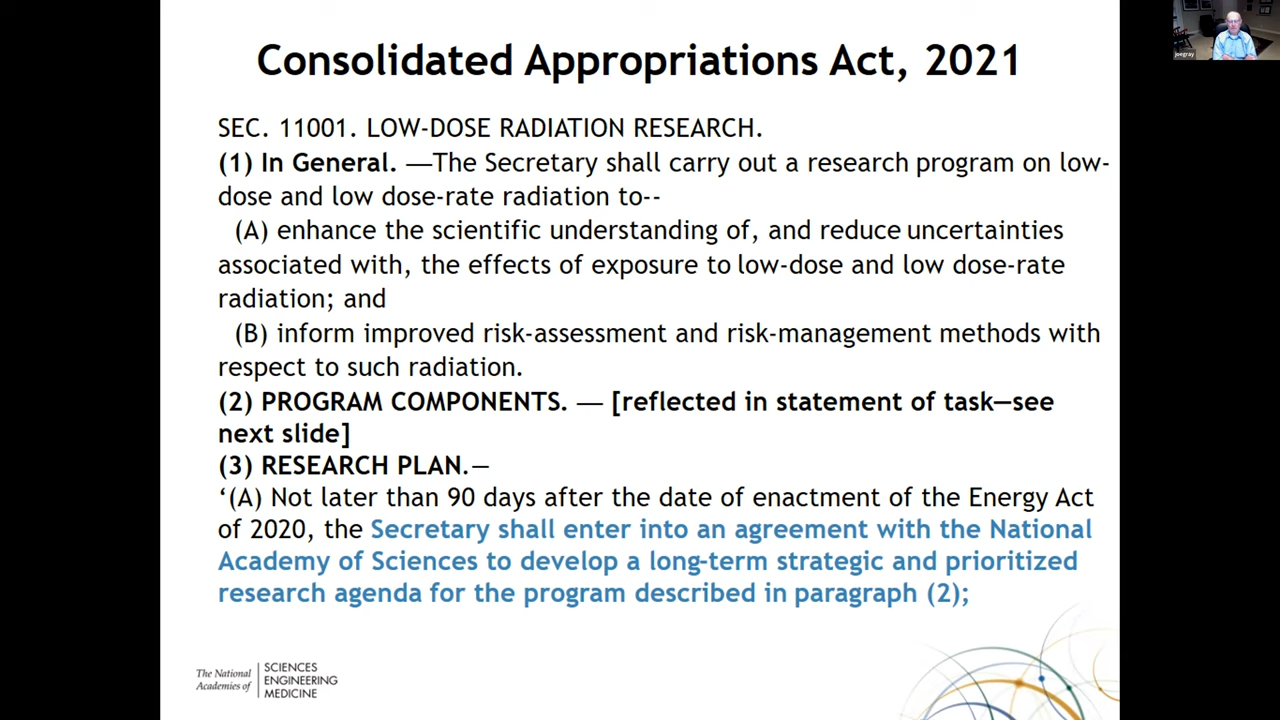 Consolidated Appropriations Act, 2021
SEC. 11001. LOW-DOSE RADIATION RESEARCH.
(1) In General. —The Secretary shall carry out a research program on low-
dose and low dose-rate radiation to--
(A) enhance the scientific understanding of, and reduce uncertainties
associated with, the effects of exposure to low-dose and low dose-rate
radiation; and
(B) inform improved risk-assessment and risk-management methods with
respect to such radiation.
(2) PROGRAM COMPONENTS. — [reflected in statement of task—see
next slide]
(3) RESEARCH PLAN.—
‘(A) Not later than 90 days after the date of enactment of the Energy Act
of 2020, the Secretary shall enter into an agreement with the National
Academy of Sciences to develop a long-term strategic and prioritized
research agenda for the program described in paragraph (2);
The National
Academies of
SCIENCES
ENGINEERING
MEDICINE
joegray